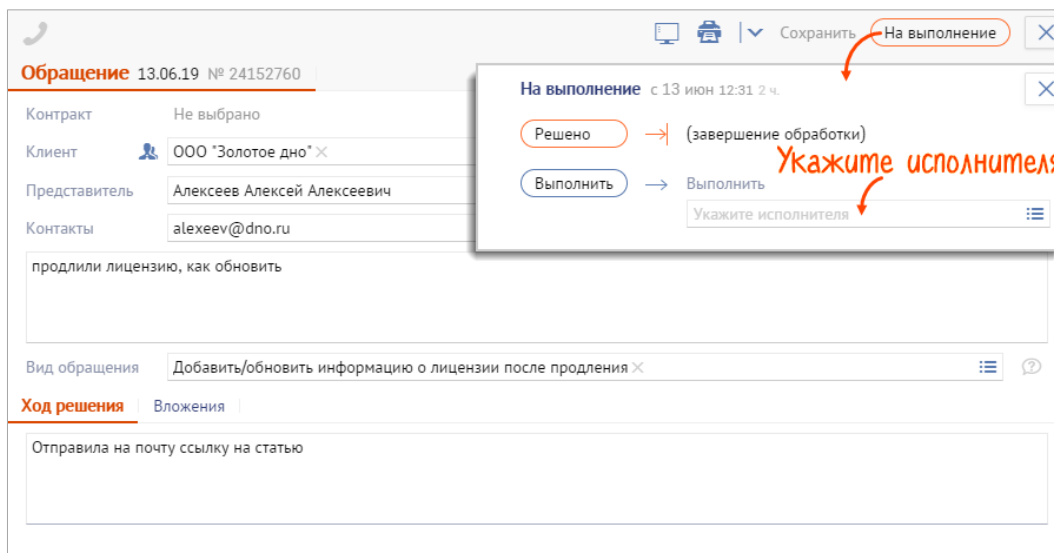 Сохранить На выполнение
Обращение 13.06.19 № 24152760
На выполнение с 13 июн 12:31 2 ч.
Контракт Не выбрано
Решено (завершение обработки)
Клиент ООО "Золотое дно"
Укажите исполнителя
Выполнить Выполнить
Представитель Алексеев Алексей Алексеевич
Укажите исполнителя
Контакты alexeev@dno.ru
продлили лицензию, как обновить
Вид обращения Добавить/обновить информацию о лицензии после продления
Ход решения Вложения
Отправила на почту ссылку на статью